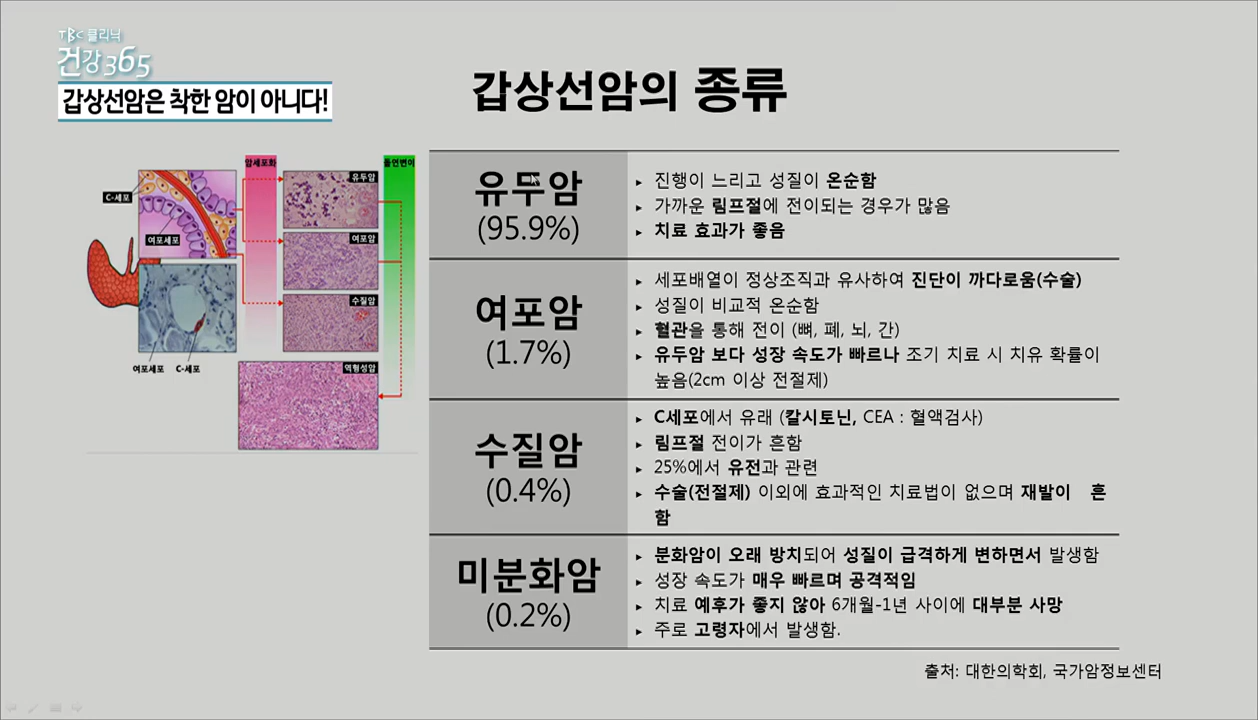 TBC 클리닉
건강365
갑상선암은 착한 암이 아니다!
갑상선암의 종류
암세포화
돌연변이
유두암
C-세포
여포세포
여포암
수질암
여포세포 C-세포
역형성암
유두암
(95.9%)
▸ 진행이 느리고 성질이 온순함
▸ 가까운 림프절에 전이되는 경우가 많음
▸ 치료 효과가 좋음
여포암
(1.7%)
▸ 세포배열이 정상조직과 유사하여 진단이 까다로움(수술)
▸ 성질이 비교적 온순함
▸ 혈관을 통해 전이 (뼈, 폐, 뇌, 간)
▸ 유두암 보다 성장 속도가 빠르나 조기 치료 시 치유 확률이
높음(2cm 이상 전절제)
수질암
(0.4%)
▸ C세포에서 유래 (칼시토닌, CEA : 혈액검사)
▸ 림프절 전이가 흔함
▸ 25%에서 유전과 관련
▸ 수술(전절제) 이외에 효과적인 치료법이 없으며 재발이 흔
함
미분화암
(0.2%)
▸ 분화암이 오래 방치되어 성질이 급격하게 변하면서 발생함
▸ 성장 속도가 매우 빠르며 공격적임
▸ 치료 예후가 좋지 않아 6개월-1년 사이에 대부분 사망
▸ 주로 고령자에서 발생함.
출처: 대한의학회, 국가암정보센터